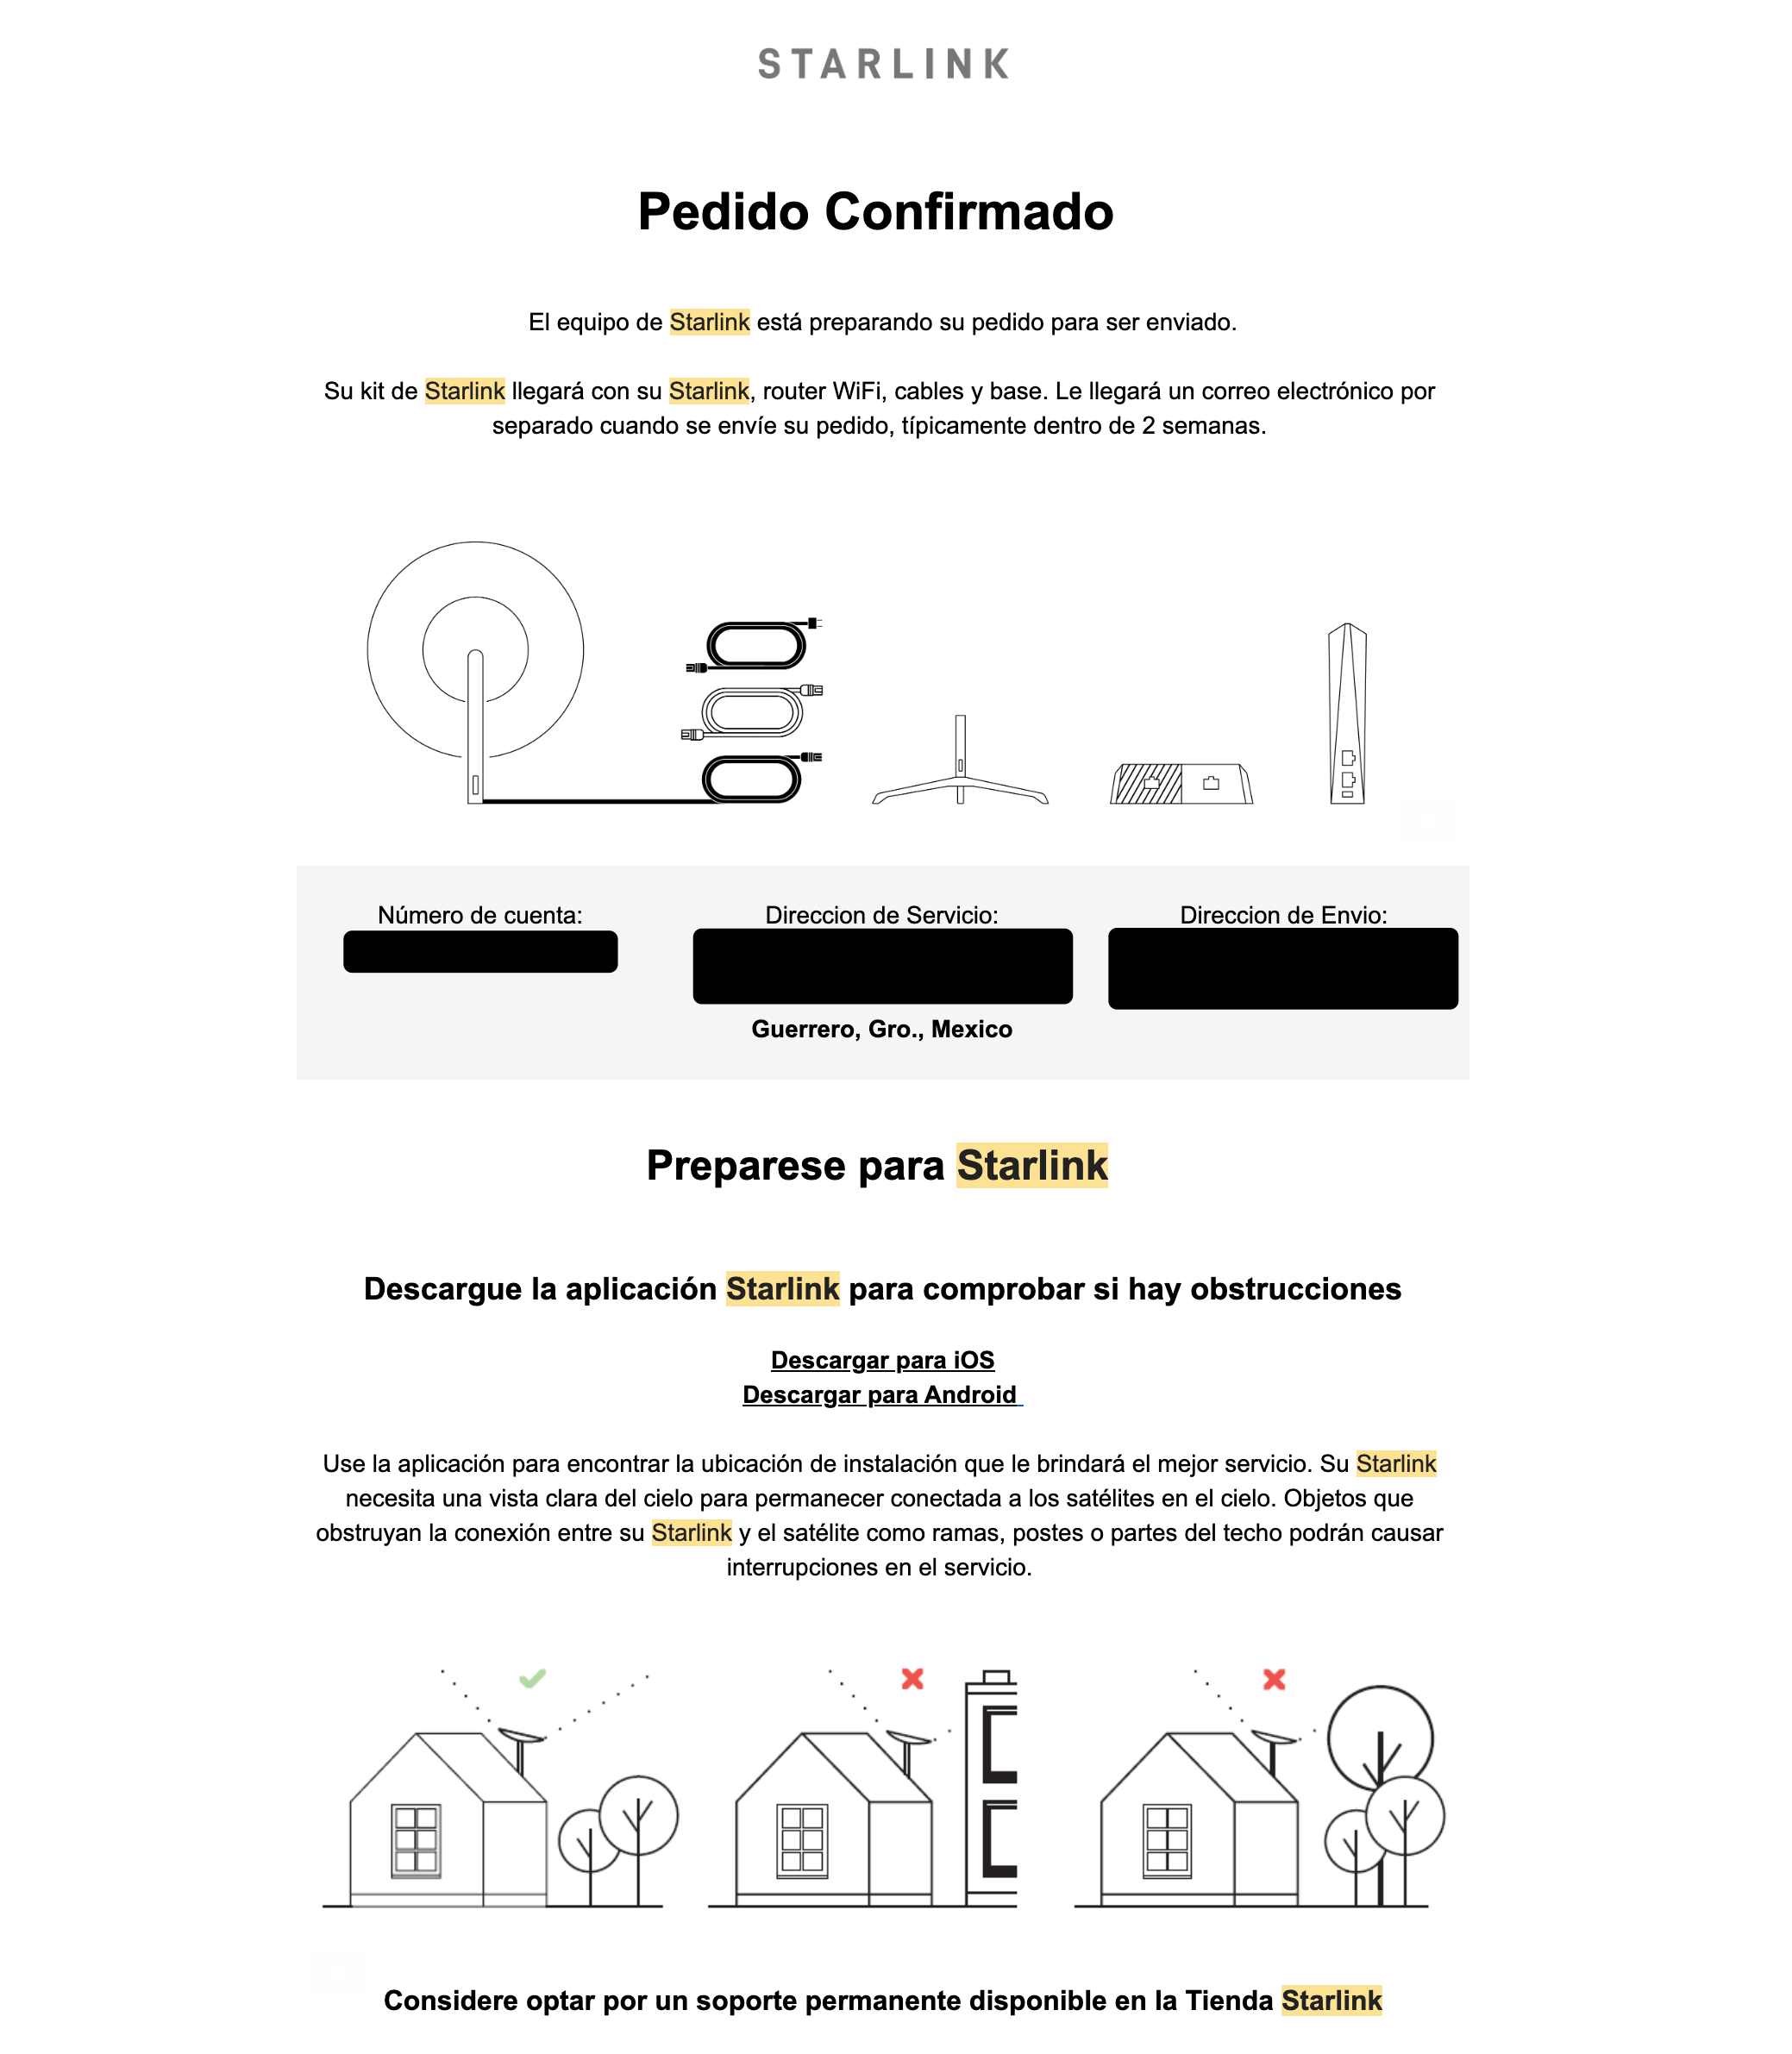 STARLINK
Pedido Confirmado
El equipo de Starlink está preparando su pedido para ser enviado.
Su kit de Starlink llegará con su Starlink, router WiFi, cables y base. Le llegará un correo electrónico por
separado cuando se envíe su pedido, típicamente dentro de 2 semanas.
Número de cuenta:
Direccion de Servicio:
Guerrero, Gro., Mexico
Direccion de Envio:
Preparese para Starlink
Descargue la aplicación Starlink para comprobar si hay obstrucciones
Descargar para iOS
Descargar para Android
Use la aplicación para encontrar la ubicación de instalación que le brindará el mejor servicio. Su Starlink
necesita una vista clara del cielo para permanecer conectada a los satélites en el cielo. Objetos que
obstruyan la conexión entre su Starlink y el satélite como ramas, postes o partes del techo podrán causar
interrupciones en el servicio.
Considere optar por un soporte permanente disponible en la Tienda Starlink